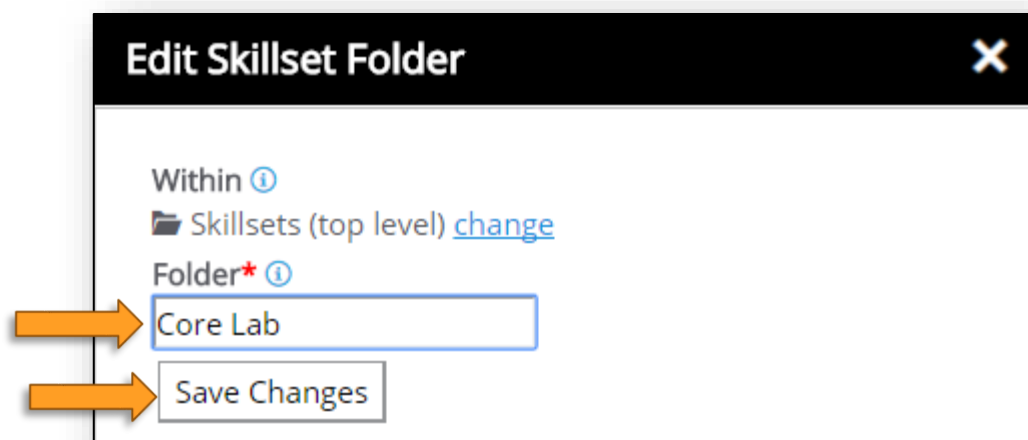 Edit Skillset Folder
Within
Skillsets (top level) change
Folder*
Core Lab
Save Changes